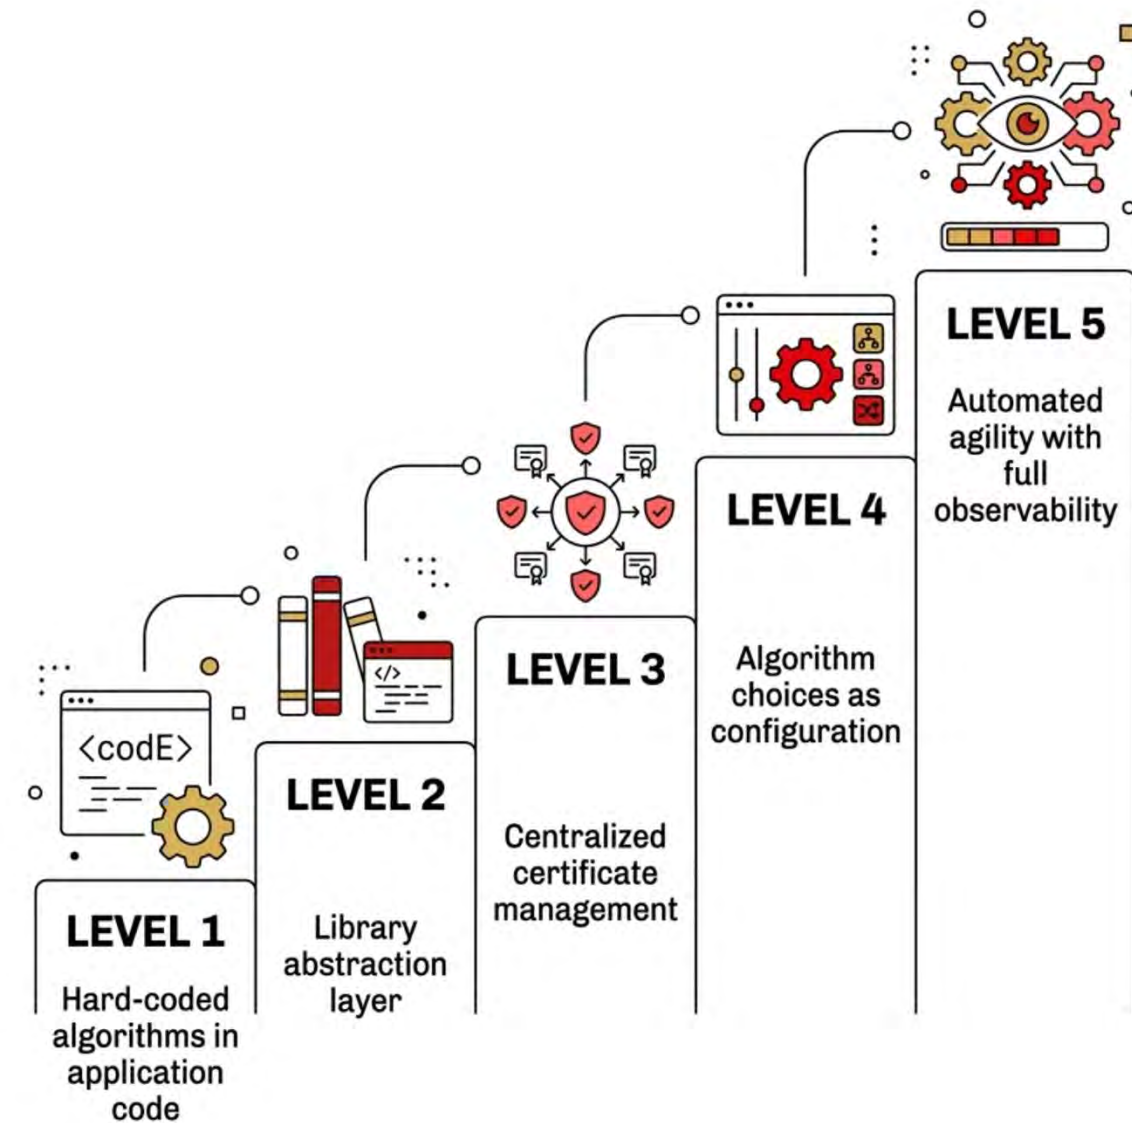 <codE>
LEVEL 1
Hard-coded
algorithms in
application
code
</>
LEVEL 2
Library
abstraction
layer
LEVEL 3
Centralized
certificate
management
LEVEL 4
Algorithm
choices as
configuration
LEVEL 5
Automated
agility with
full
observability